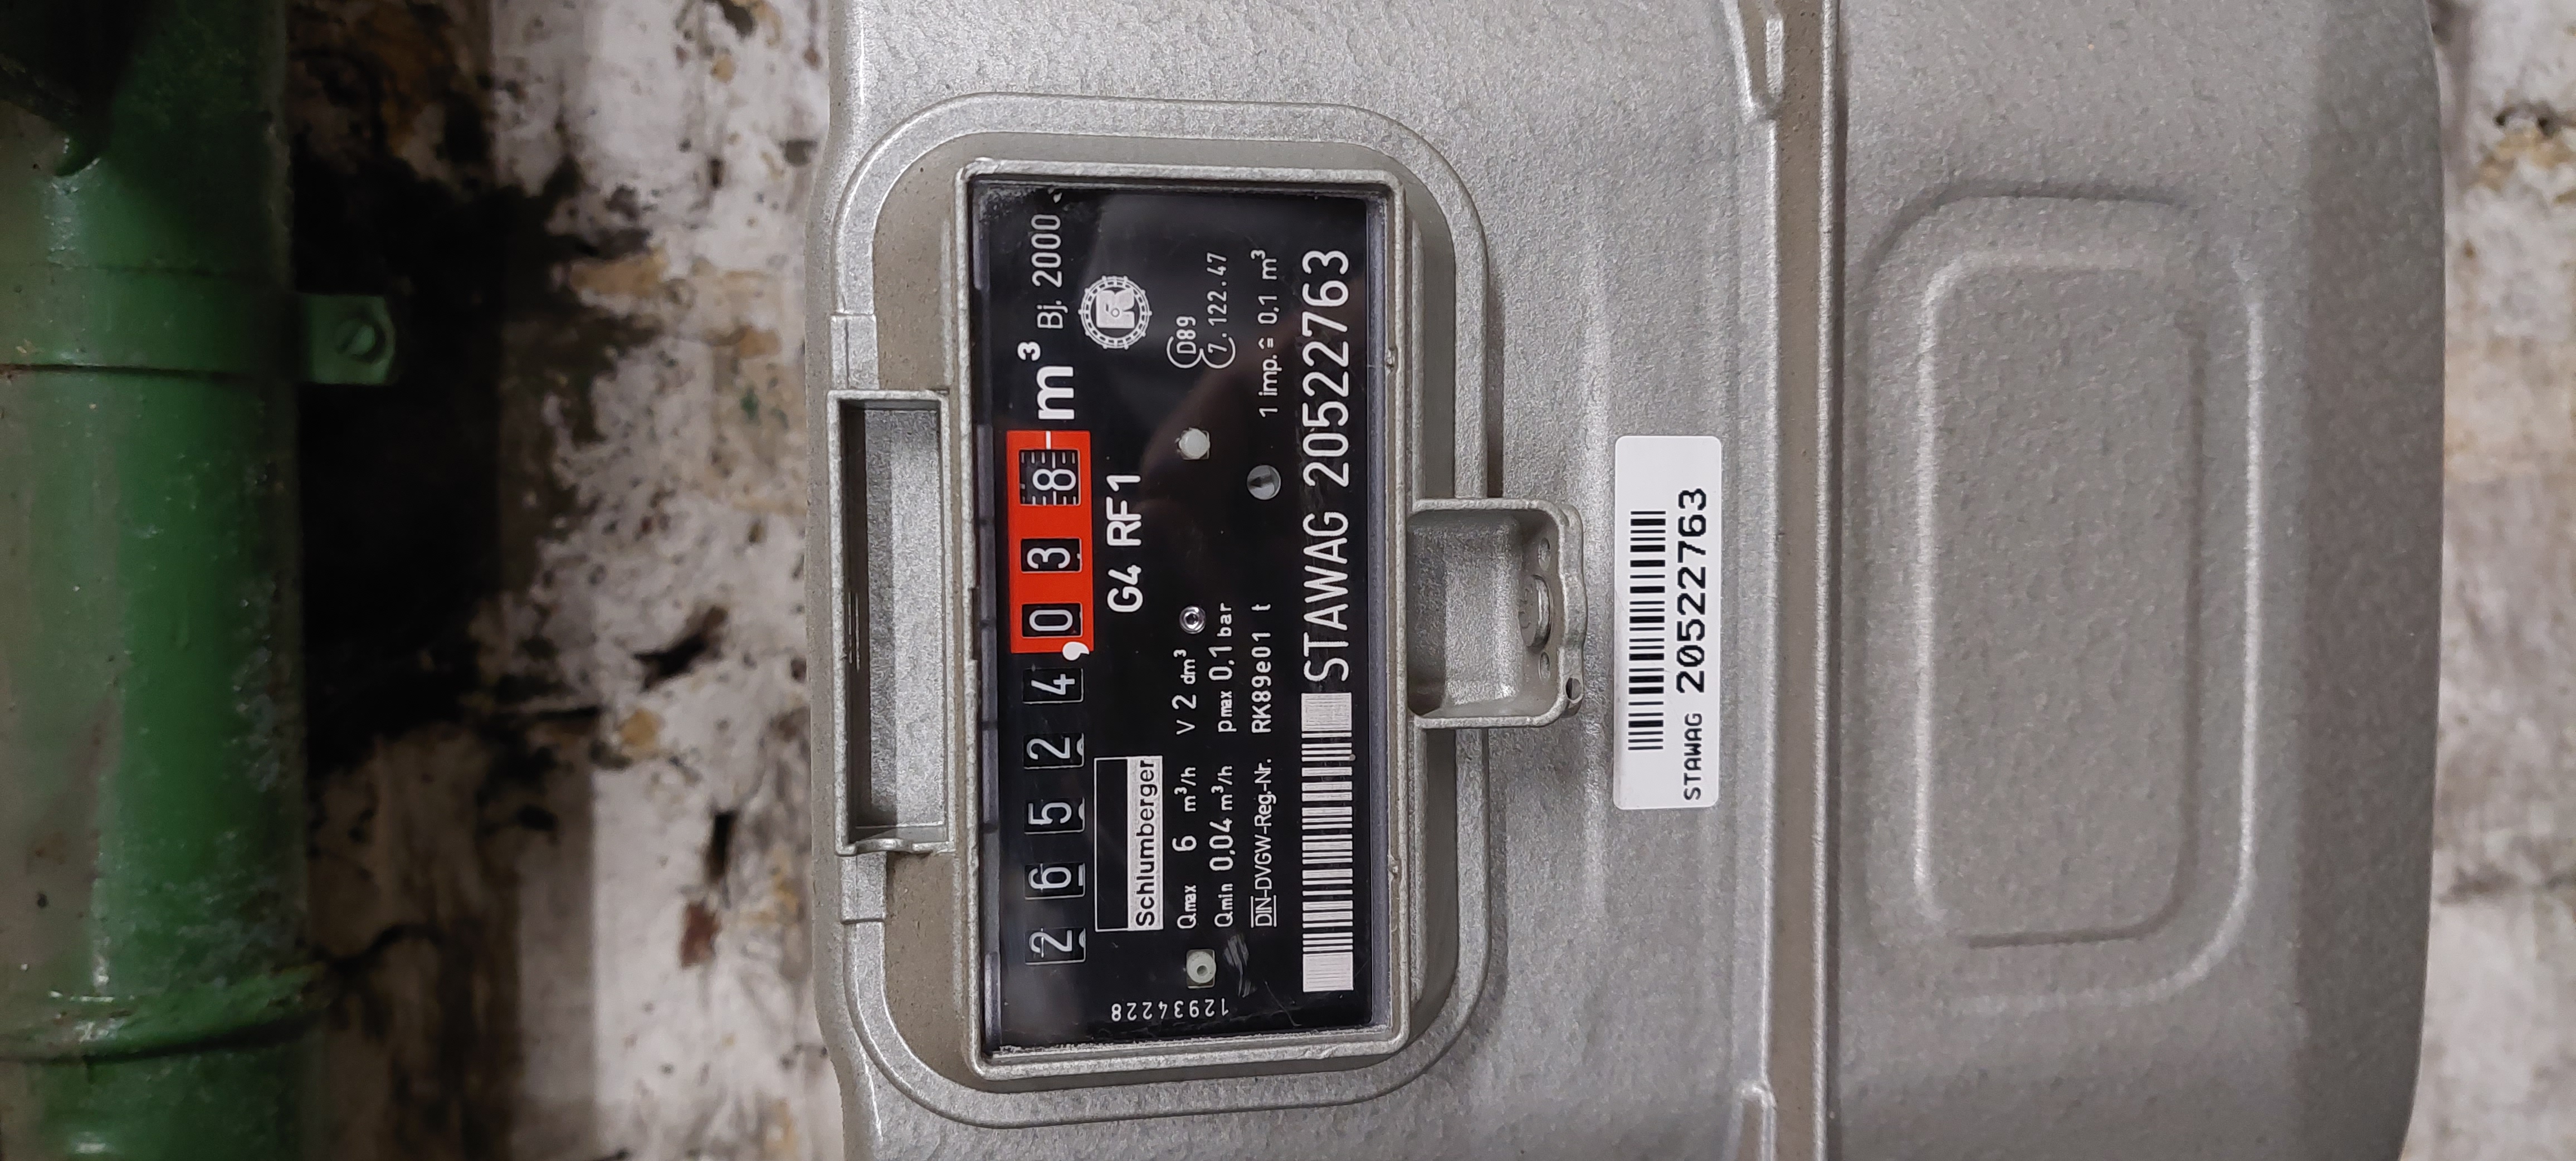 26524,038 m³ Bj. 2000
Schlumberger
G4 RF1
R
12934228
Qmax 6 m³/h V 2 dm³
Qmin 0,04 m³/h pmax 0,1 bar
D89
7.122.47
DIN-DVGW-Reg.-Nr. RK89e01 t
1 imp. ≙ 0,1 m³
STAWAG 20522763
STAWAG 20522763